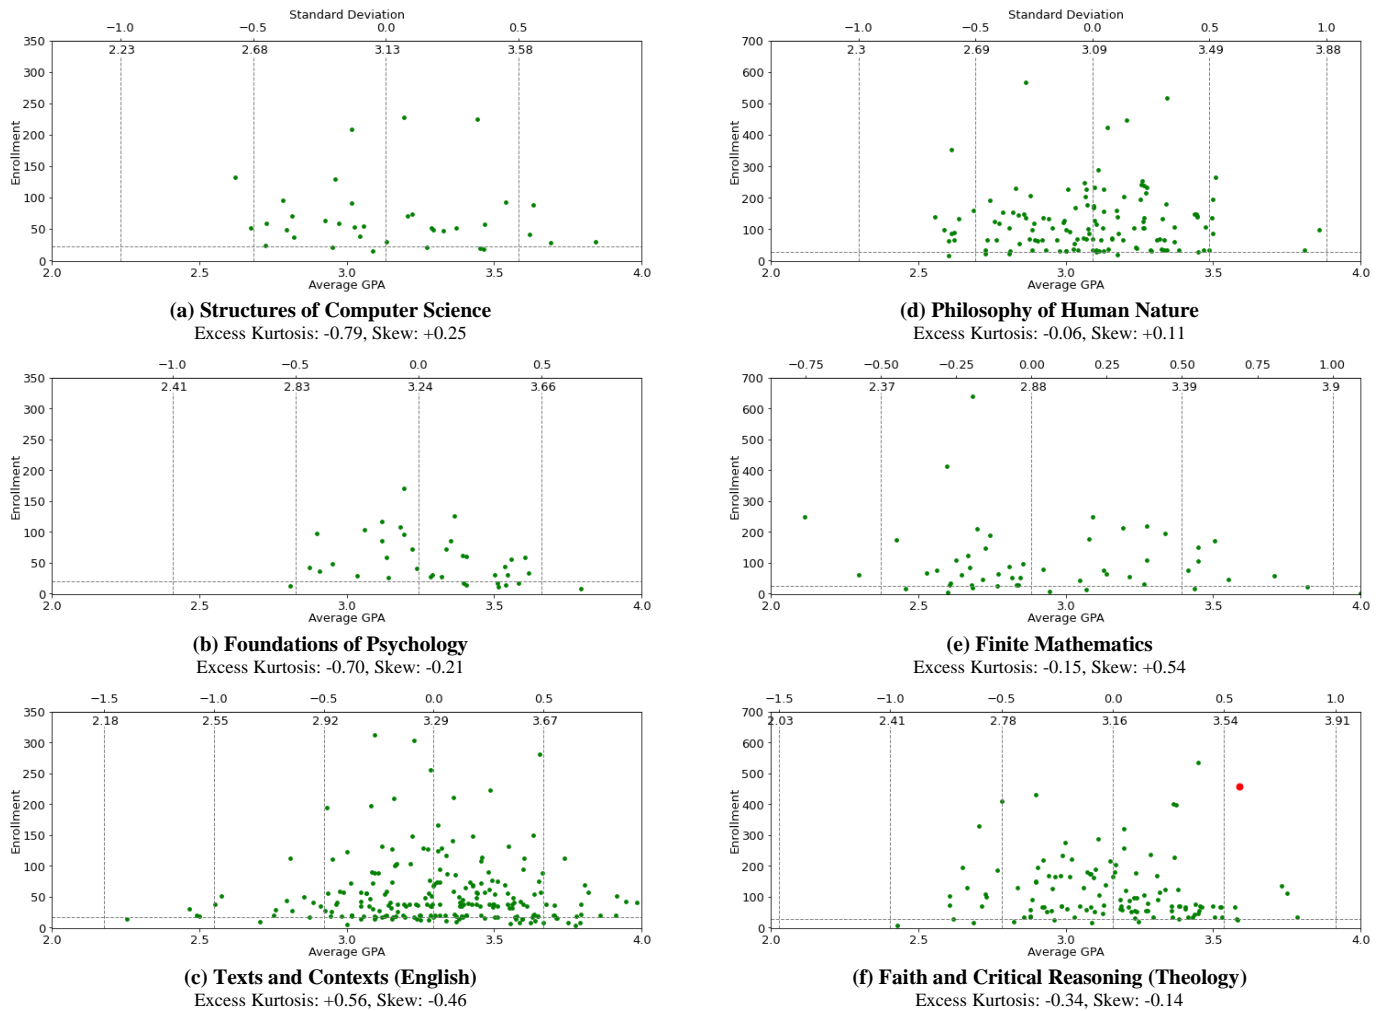 Standard Deviation
−1.0 −0.5 0.0 0.5
350 2.23 2.68 3.13 3.58
300
250
200
150
100
50
0
Enrollment
2.0 2.5 3.0 3.5 4.0
Average GPA
(a) Structures of Computer Science
Excess Kurtosis: -0.79, Skew: +0.25
Standard Deviation
−1.0 −0.5 0.0 0.5 1.0
700 2.3 2.69 3.09 3.49 3.88
600
500
400
300
200
100
0
Enrollment
2.0 2.5 3.0 3.5 4.0
Average GPA
(d) Philosophy of Human Nature
Excess Kurtosis: -0.06, Skew: +0.11
−1.0 −0.5 0.0 0.5
350 2.41 2.83 3.24 3.66
300
250
200
150
100
50
0
Enrollment
2.0 2.5 3.0 3.5 4.0
Average GPA
(b) Foundations of Psychology
Excess Kurtosis: -0.70, Skew: -0.21
−0.75 −0.50 −0.25 0.00 0.25 0.50 0.75 1.00
700 2.37 2.88 3.39 3.9
600
500
400
300
200
100
0
Enrollment
2.0 2.5 3.0 3.5 4.0
Average GPA
(e) Finite Mathematics
Excess Kurtosis: -0.15, Skew: +0.54
−1.5 −1.0 −0.5 0.0 0.5
350 2.18 2.55 2.92 3.29 3.67
300
250
200
150
100
50
0
Enrollment
2.0 2.5 3.0 3.5 4.0
Average GPA
(c) Texts and Contexts (English)
Excess Kurtosis: +0.56, Skew: -0.46
−1.5 −1.0 −0.5 0.0 0.5 1.0
700 2.03 2.41 2.78 3.16 3.54 3.91
600
500
400
300
200
100
0
Enrollment
2.0 2.5 3.0 3.5 4.0
Average GPA
(f) Faith and Critical Reasoning (Theology)
Excess Kurtosis: -0.34, Skew: -0.14